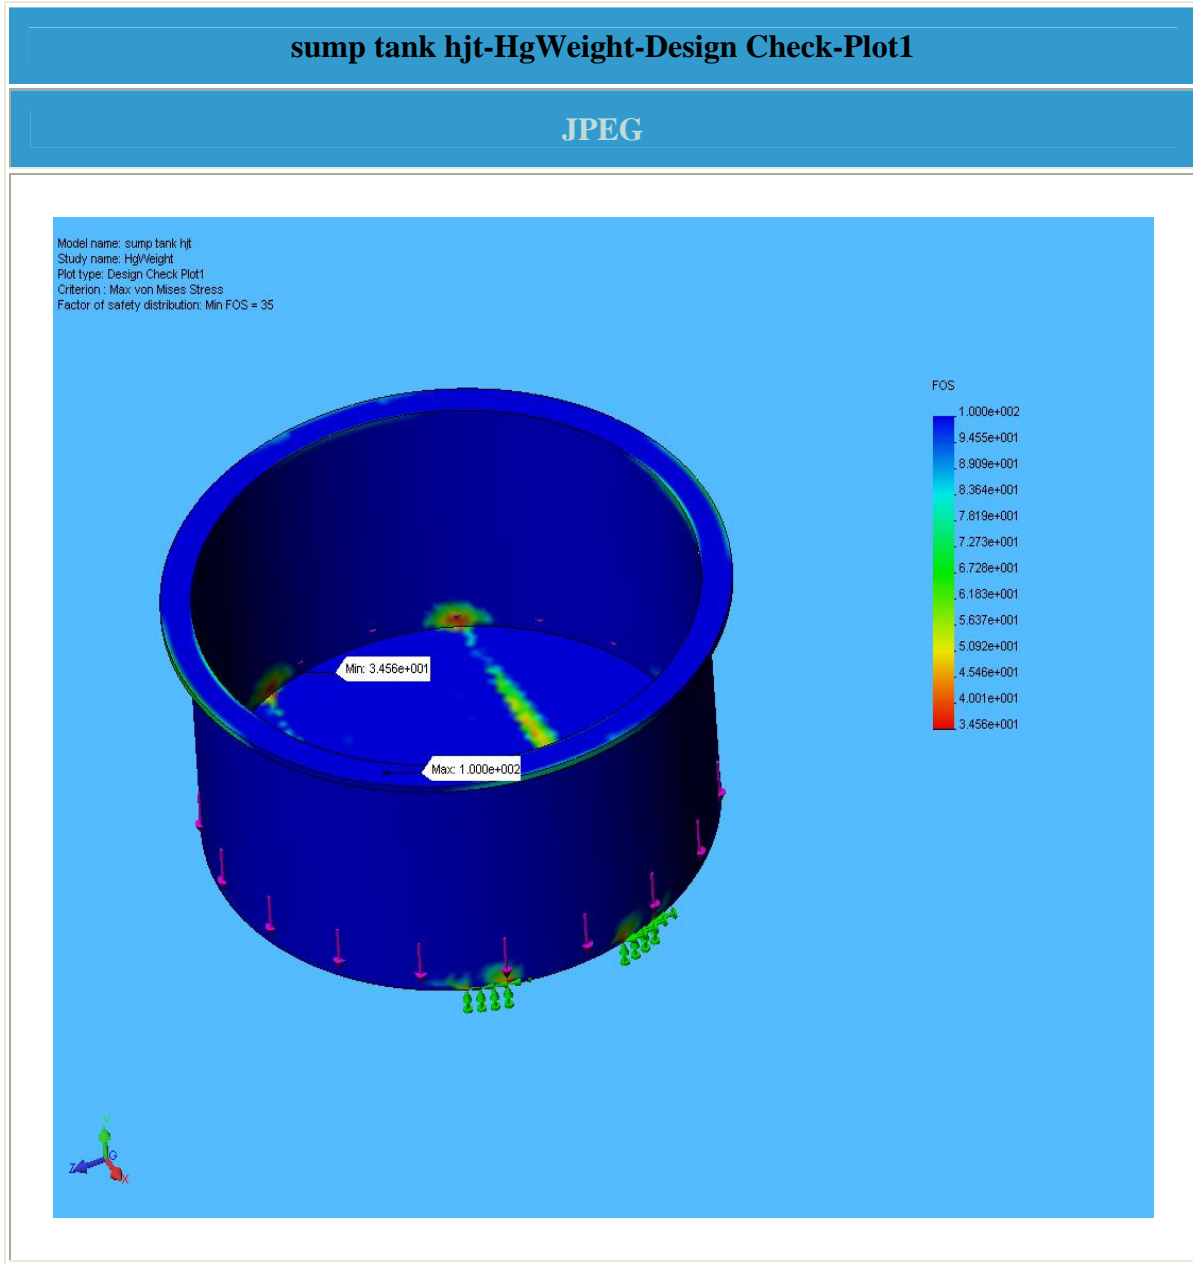 sump tank hjt-HgWeight-Design Check-Plot1
JPEG
Model name: sump tank hjt
Study name: HgWeight
Plot type: Design Check Plot1
Criterion : Max von Mises Stress
Factor of safety distribution: Min FOS = 35
FOS
1.000e+002
9.455e+001
8.909e+001
8.364e+001
7.819e+001
7.273e+001
6.728e+001
6.183e+001
5.637e+001
5.092e+001
4.546e+001
4.001e+001
3.456e+001
Min: 3.456e+001
Max: 1.000e+002
Y
G
Z
X